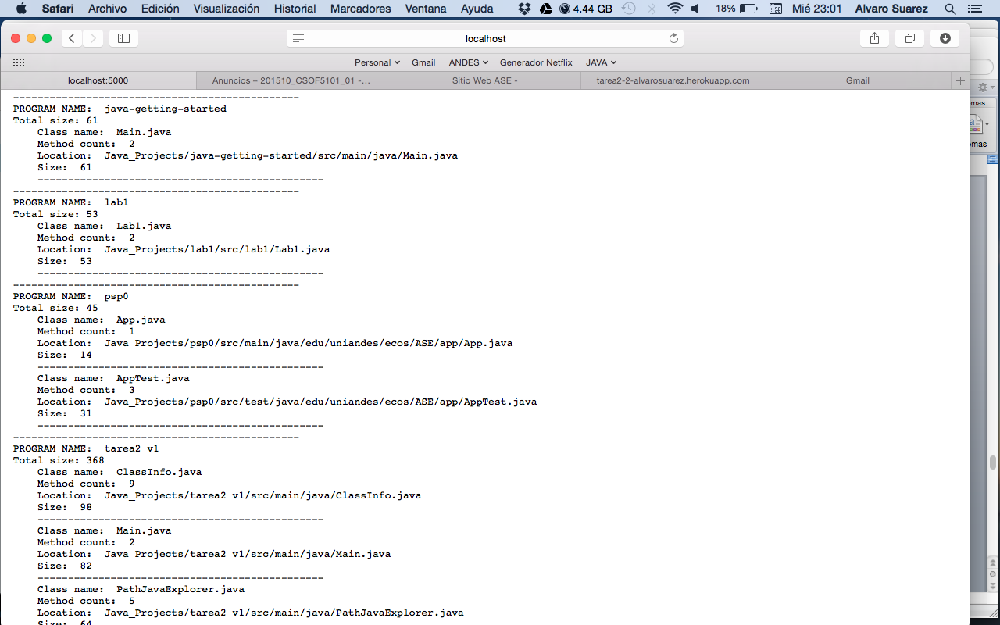 Safari Archivo Edición Visualización Historial Marcadores Ventana Ayuda 4.44 GB 18% Mié 23:01 Alvaro Suarez
localhost
Personal Gmail ANDES Generador Netflix JAVA
localhost:5000 Anuncios – 201510_CSOF5101_01 -... Sitio Web ASE - tarea2-2-alvarosuarez.herokuapp.com Gmail
-----------------------------------------------
PROGRAM NAME:  java-getting-started
Total size: 61
    Class name:  Main.java
    Method count:  2
    Location:  Java_Projects/java-getting-started/src/main/java/Main.java
    Size:  61
    -----------------------------------------------
-----------------------------------------------
PROGRAM NAME:  lab1
Total size: 53
    Class name:  Lab1.java
    Method count:  2
    Location:  Java_Projects/lab1/src/lab1/Lab1.java
    Size:  53
    -----------------------------------------------
-----------------------------------------------
PROGRAM NAME:  psp0
Total size: 45
    Class name:  App.java
    Method count:  1
    Location:  Java_Projects/psp0/src/main/java/edu/uniandes/ecos/ASE/app/App.java
    Size:  14
    -----------------------------------------------
    Class name:  AppTest.java
    Method count:  3
    Location:  Java_Projects/psp0/src/test/java/edu/uniandes/ecos/ASE/app/AppTest.java
    Size:  31
    -----------------------------------------------
-----------------------------------------------
PROGRAM NAME:  tarea2 v1
Total size: 368
    Class name:  ClassInfo.java
    Method count:  9
    Location:  Java_Projects/tarea2 v1/src/main/java/ClassInfo.java
    Size:  98
    -----------------------------------------------
    Class name:  Main.java
    Method count:  2
    Location:  Java_Projects/tarea2 v1/src/main/java/Main.java
    Size:  82
    -----------------------------------------------
    Class name:  PathJavaExplorer.java
    Method count:  5
    Location:  Java_Projects/tarea2 v1/src/main/java/PathJavaExplorer.java
    Size:  64
emas
emas